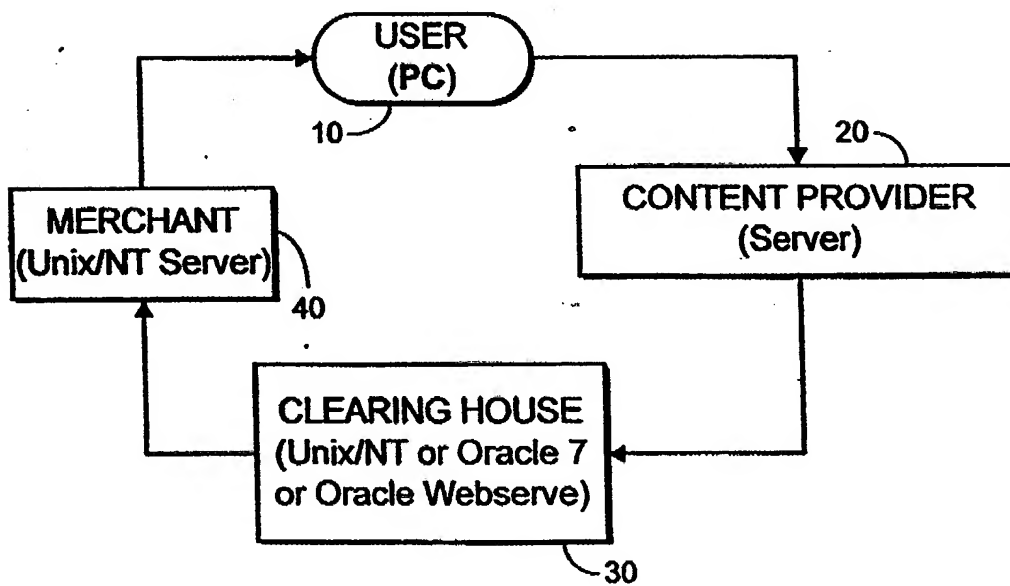 USER
(PC)
10
20
CONTENT PROVIDER
(Server)
MERCHANT
(Unix/NT Server)
40
CLEARING HOUSE
(Unix/NT or Oracle 7
or Oracle Webserve)
30